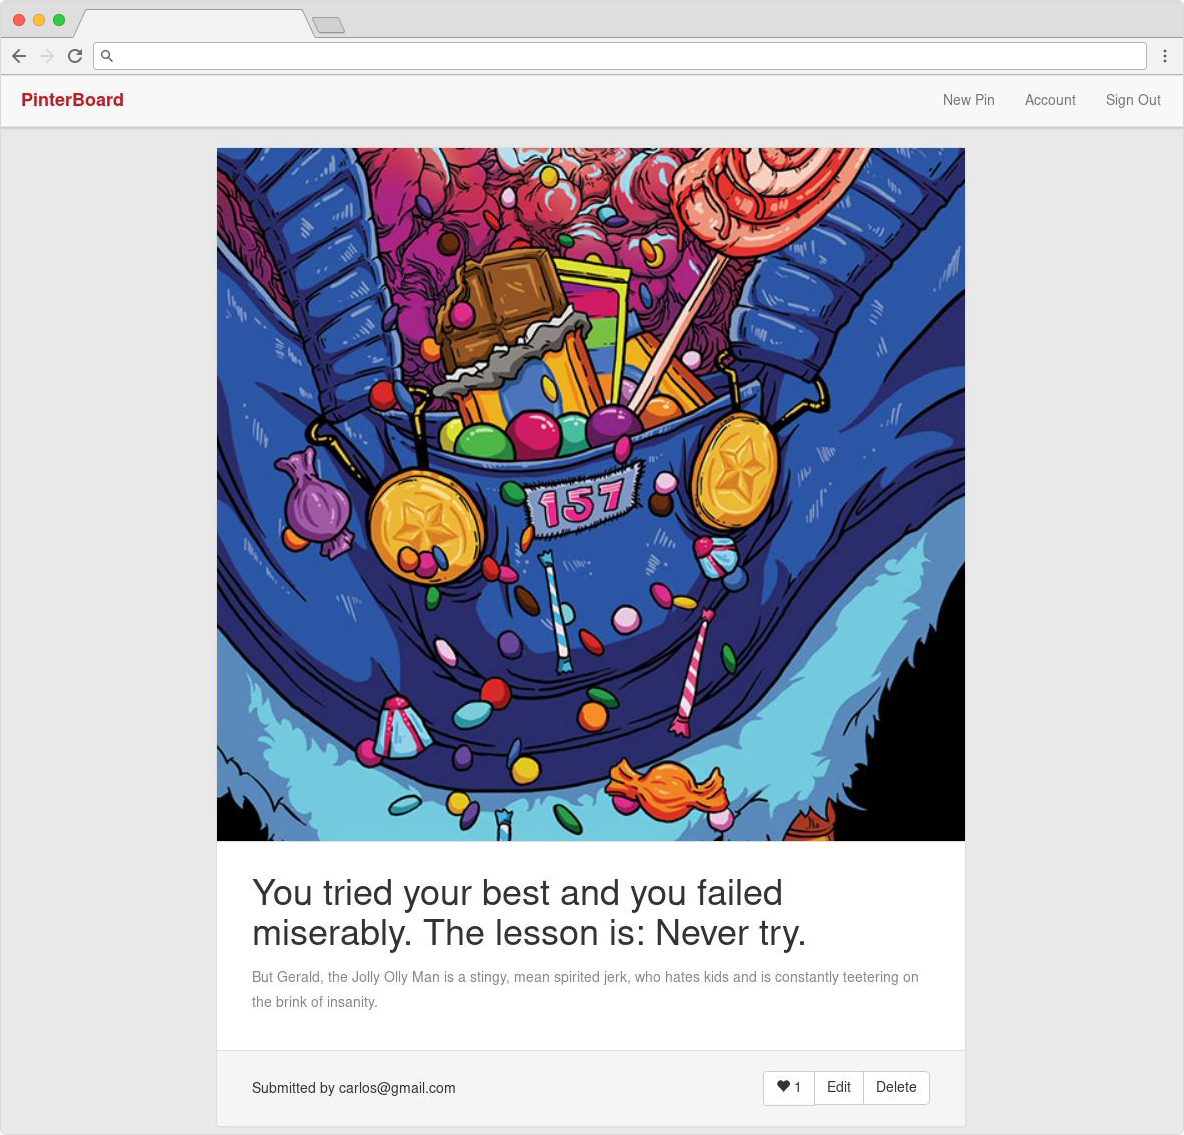 PinterBoard
New Pin Account Sign Out
157
You tried your best and you failed
miserably. The lesson is: Never try.
But Gerald, the Jolly Olly Man is a stingy, mean spirited jerk, who hates kids and is constantly teetering on
the brink of insanity.
Submitted by carlos@gmail.com
1 Edit Delete